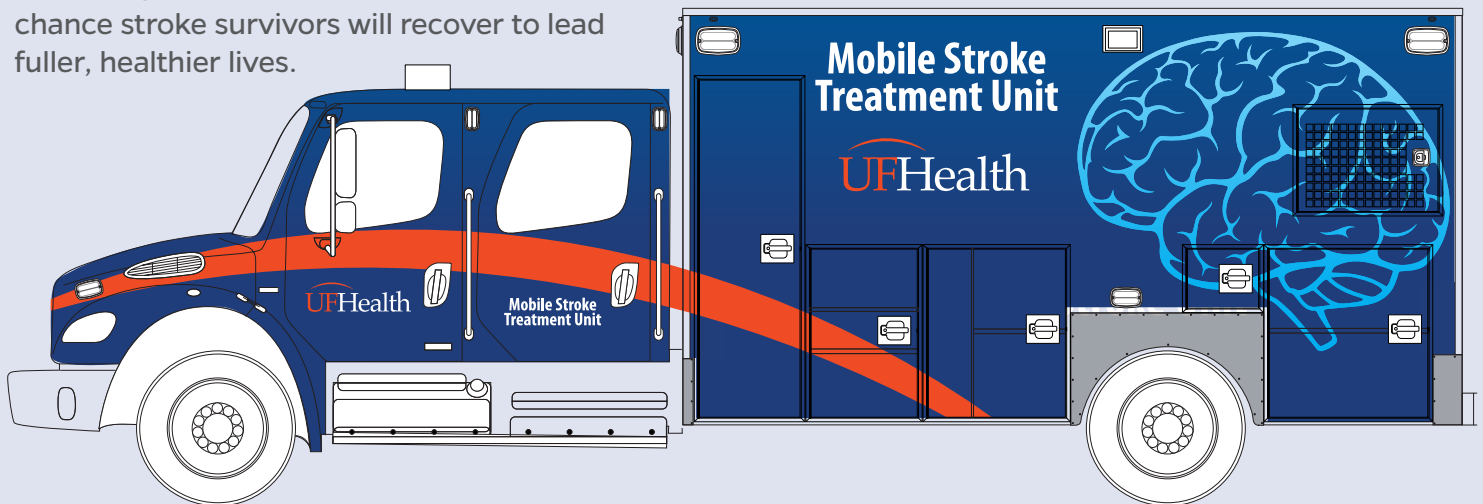 chance stroke survivors will recover to lead
fuller, healthier lives.
Mobile Stroke
Treatment Unit
UFHealth
UFHealth
Mobile Stroke
Treatment Unit